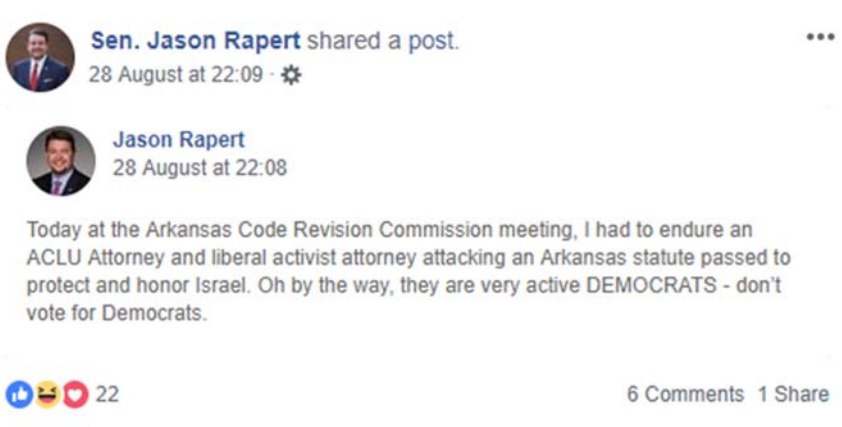 Sen. Jason Rapert shared a post.
28 August at 22:09 ·
Jason Rapert
28 August at 22:08
Today at the Arkansas Code Revision Commission meeting, I had to endure an
ACLU Attorney and liberal activist attorney attacking an Arkansas statute passed to
protect and honor Israel. Oh by the way, they are very active DEMOCRATS - don't
vote for Democrats.
22 6 Comments 1 Share